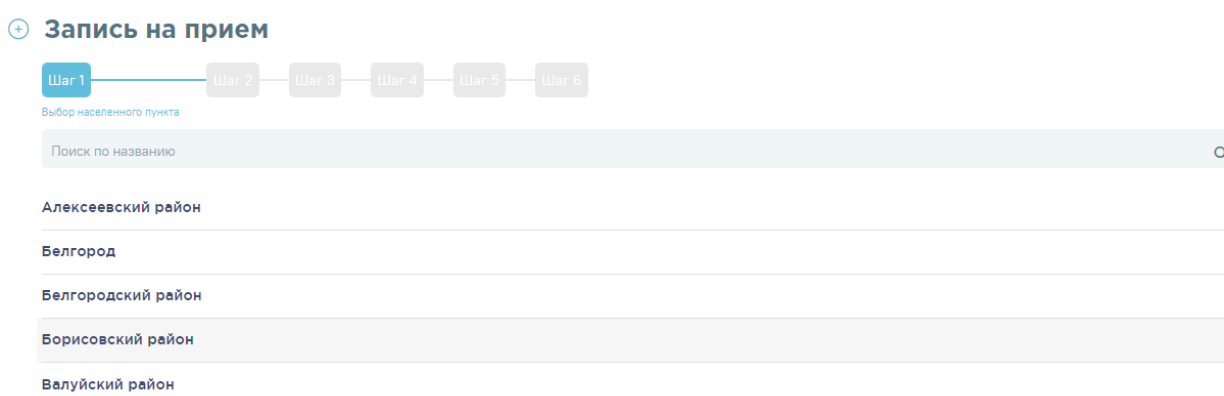 Запись на прием
Шаг 1 Шаг 2 Шаг 3 Шаг 4 Шаг 5 Шаг 6
Выбор населенного пункта
Поиск по названию
Алексеевский район
Белгород
Белгородский район
Борисовский район
Валуйский район